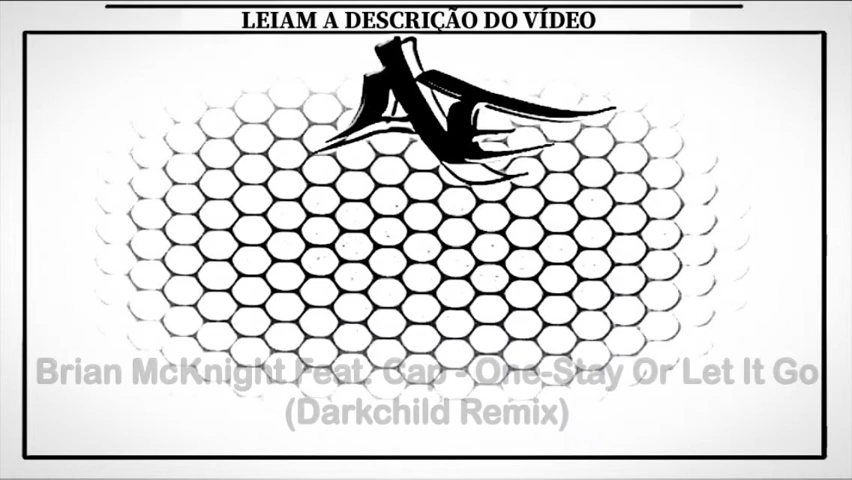 LEIAM A DESCRIÇÃO DO VÍDEO
Brian McKnight Feat. Cap - One-Stay Or Let It Go
(Darkchild Remix)